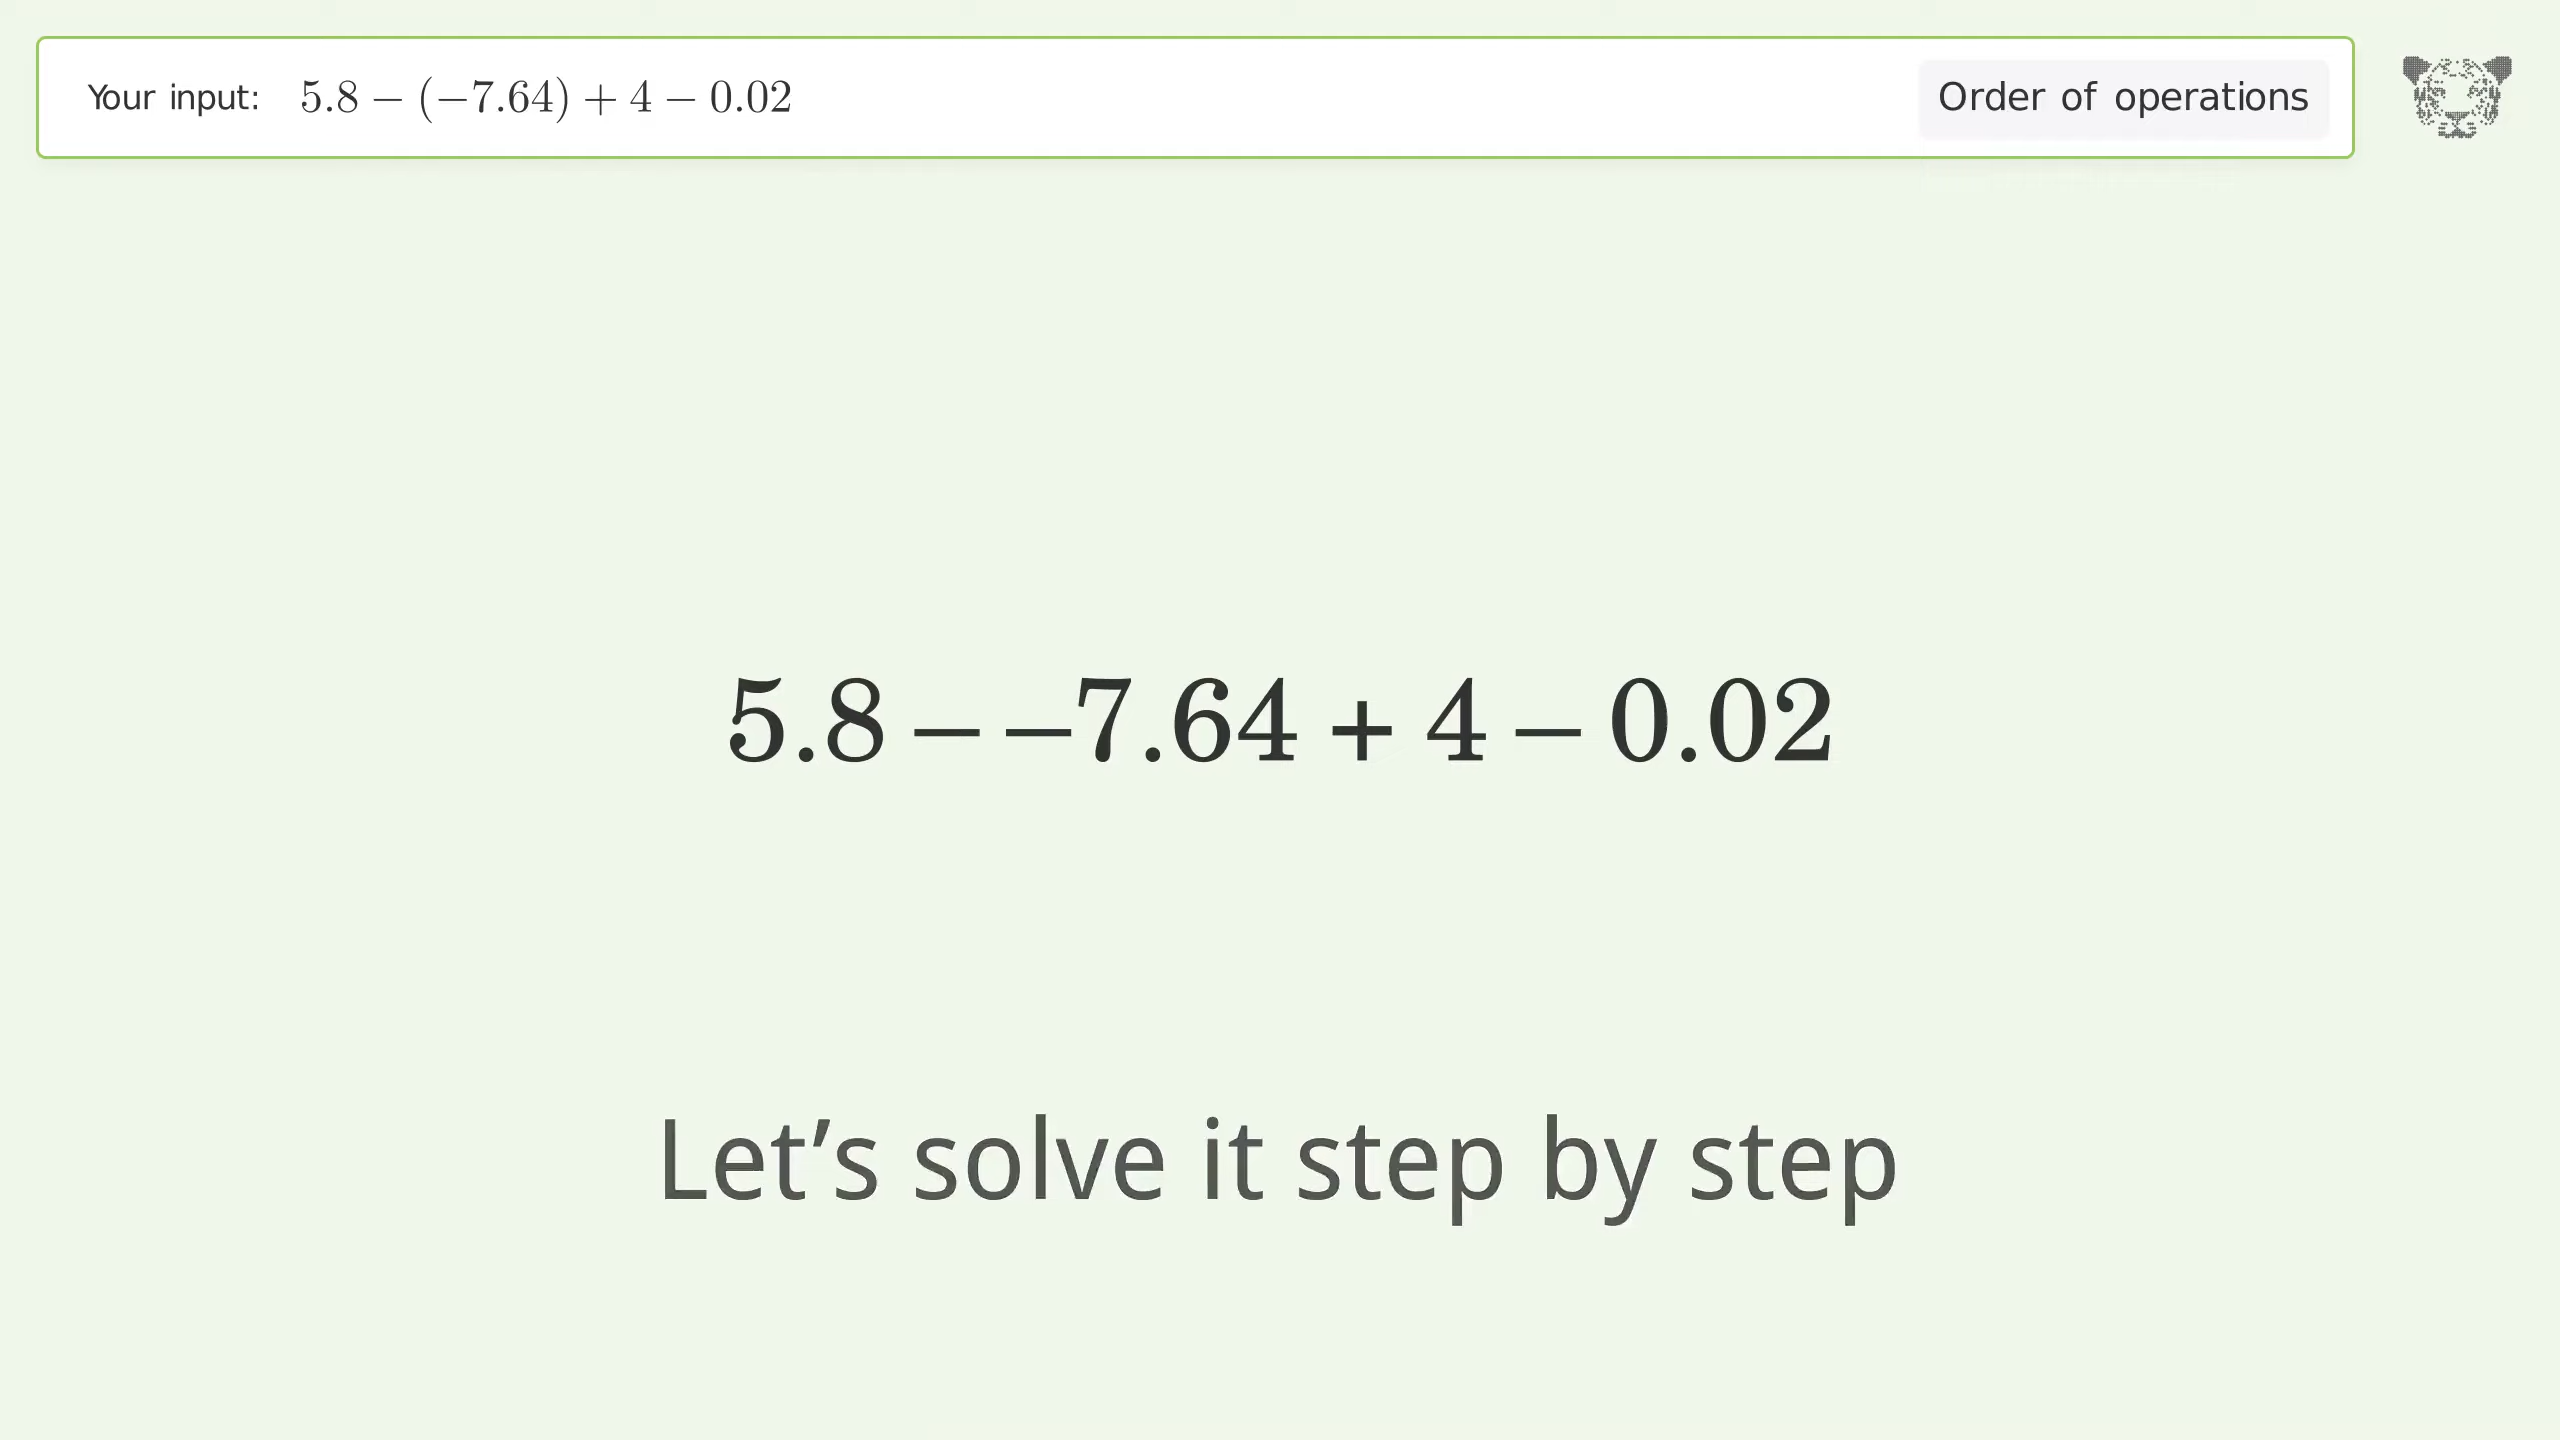 Your input: 5.8 − (−7.64) + 4 − 0.02 Order of operations
5.8 − −7.64 + 4 − 0.02
Let’s solve it step by step